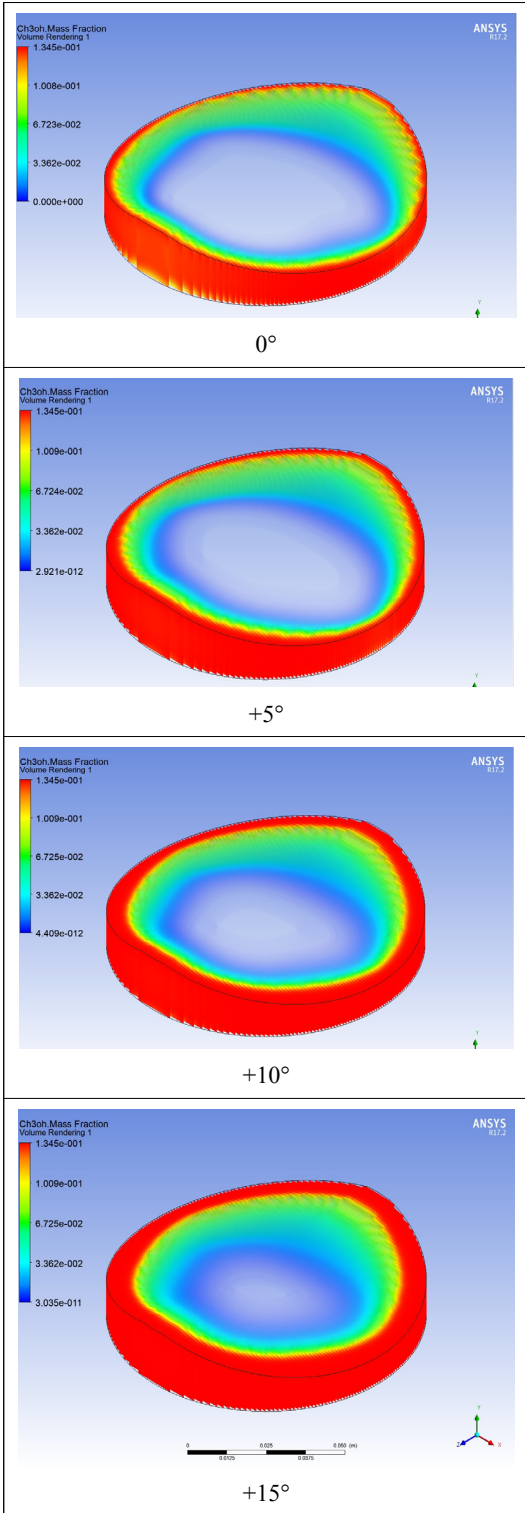 Ch3oh.Mass Fraction
Volume Rendering 1
ANSYS
R17.2
1.345e-001
1.008e-001
6.723e-002
3.362e-002
0.000e+000
Y
0°
Ch3oh.Mass Fraction
Volume Rendering 1
ANSYS
R17.2
1.345e-001
1.009e-001
6.724e-002
3.362e-002
2.921e-012
Y
+5°
Ch3oh.Mass Fraction
Volume Rendering 1
ANSYS
R17.2
1.345e-001
1.009e-001
6.725e-002
3.362e-002
4.409e-012
Y
+10°
Ch3oh.Mass Fraction
Volume Rendering 1
ANSYS
R17.2
1.345e-001
1.009e-001
6.725e-002
3.362e-002
3.035e-011
Y
Z X
0 0.025 0.050 (m)
0.0125 0.0375
+15°